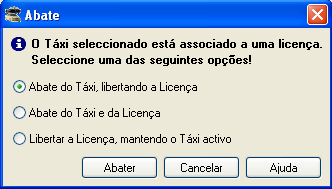 Abate
O Táxi seleccionado está associado a uma licença.
Seleccione uma das seguintes opções!
Abate do Táxi, libertando a Licença
Abate do Táxi e da Licença
Libertar a Licença, mantendo o Táxi activo
Abater
Cancelar
Ajuda